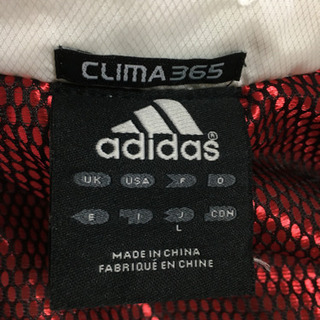 CLIMA365
adidas®
UK USA F D
E I J CDN
L
MADE IN CHINA
FABRIQUÉ EN CHINE